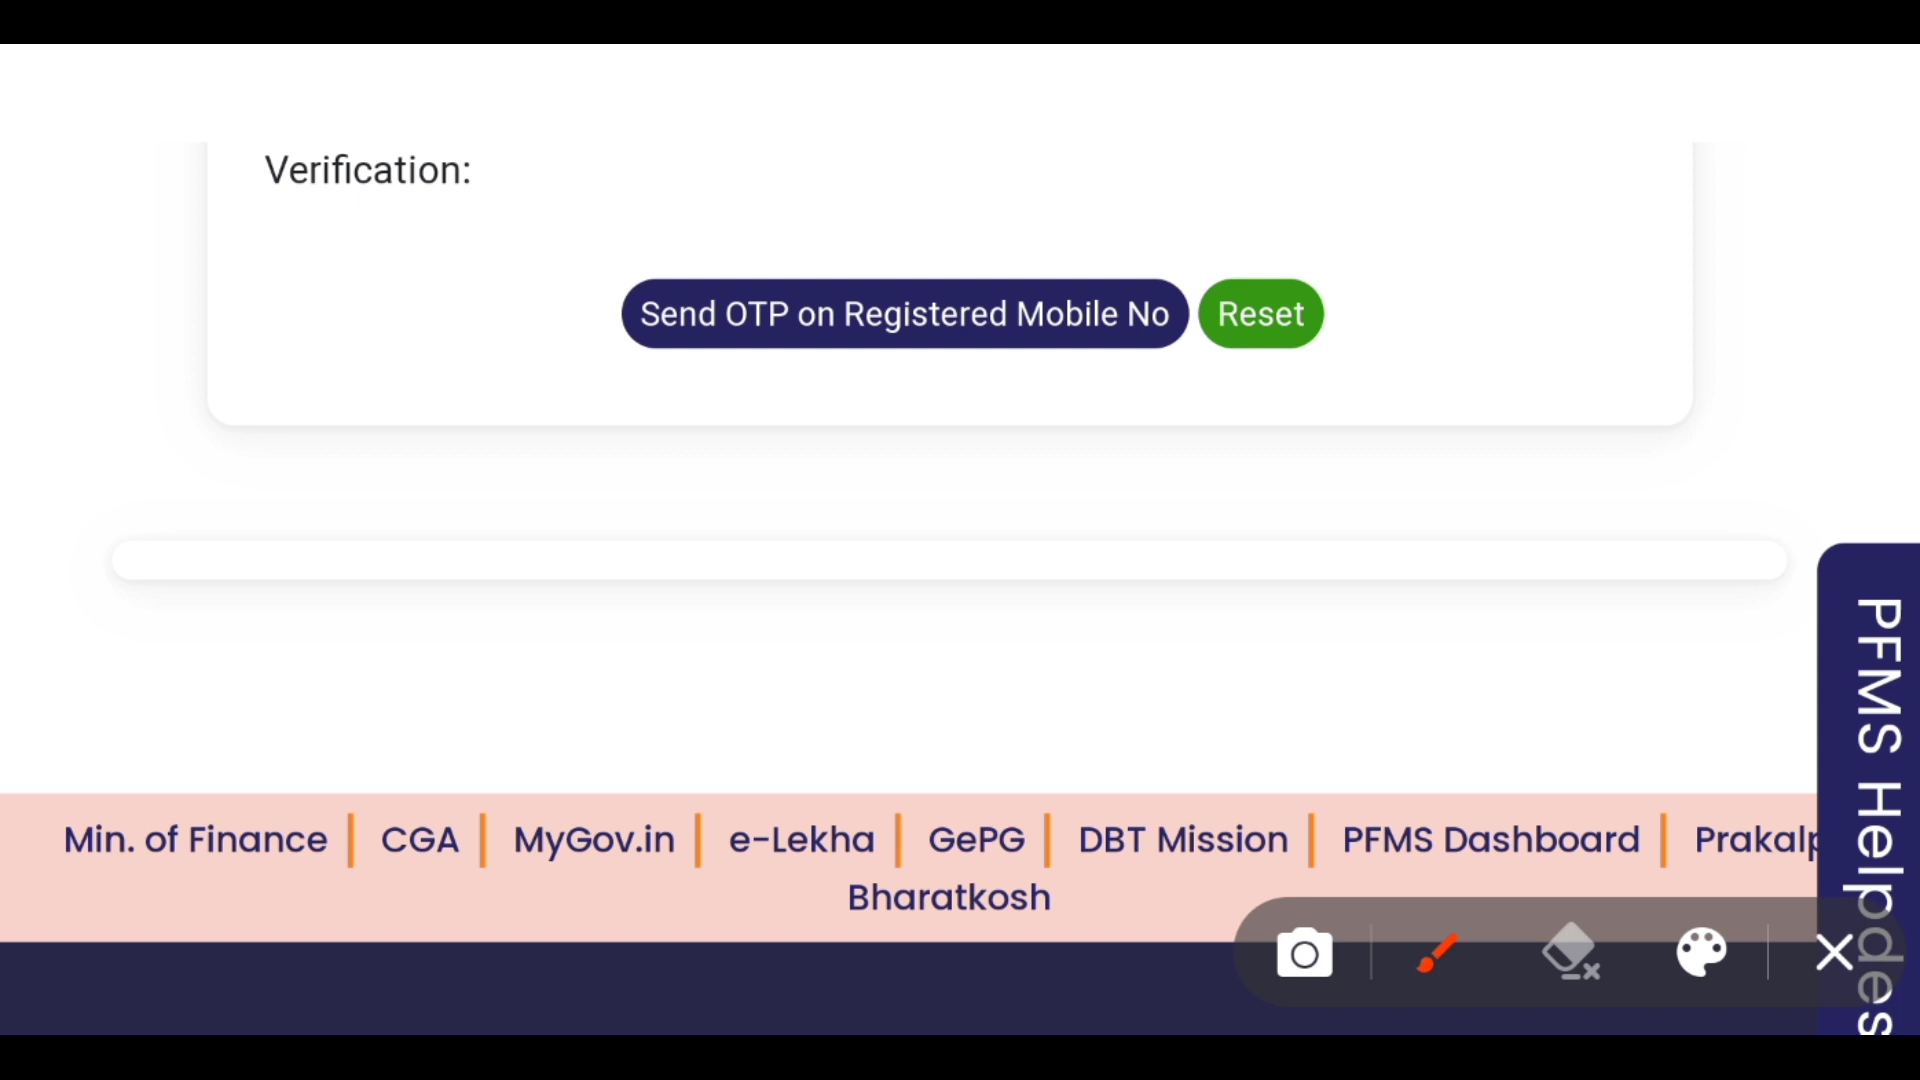 Verification:
Send OTP on Registered Mobile No
Reset
Min. of Finance
CGA
MyGov.in
e-Lekha
GePG
DBT Mission
PFMS Dashboard
Prakalp
Bharatkosh
PFMS Helpdes